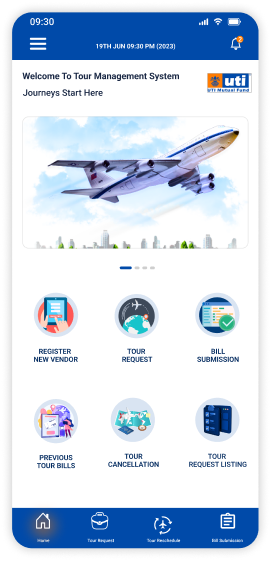 09:30
19TH JUN 09:30 PM (2023)
2
Welcome To Tour Management System
Journeys Start Here
uti
UTI Mutual Fund
REGISTER
NEW VENDOR
TOUR
REQUEST
BILL
SUBMISSION
PREVIOUS
TOUR BILLS
TOUR
CANCELLATION
TOUR
REQUEST LISTING
Home
Tour Request
Tour Reschedule
Bill Submission